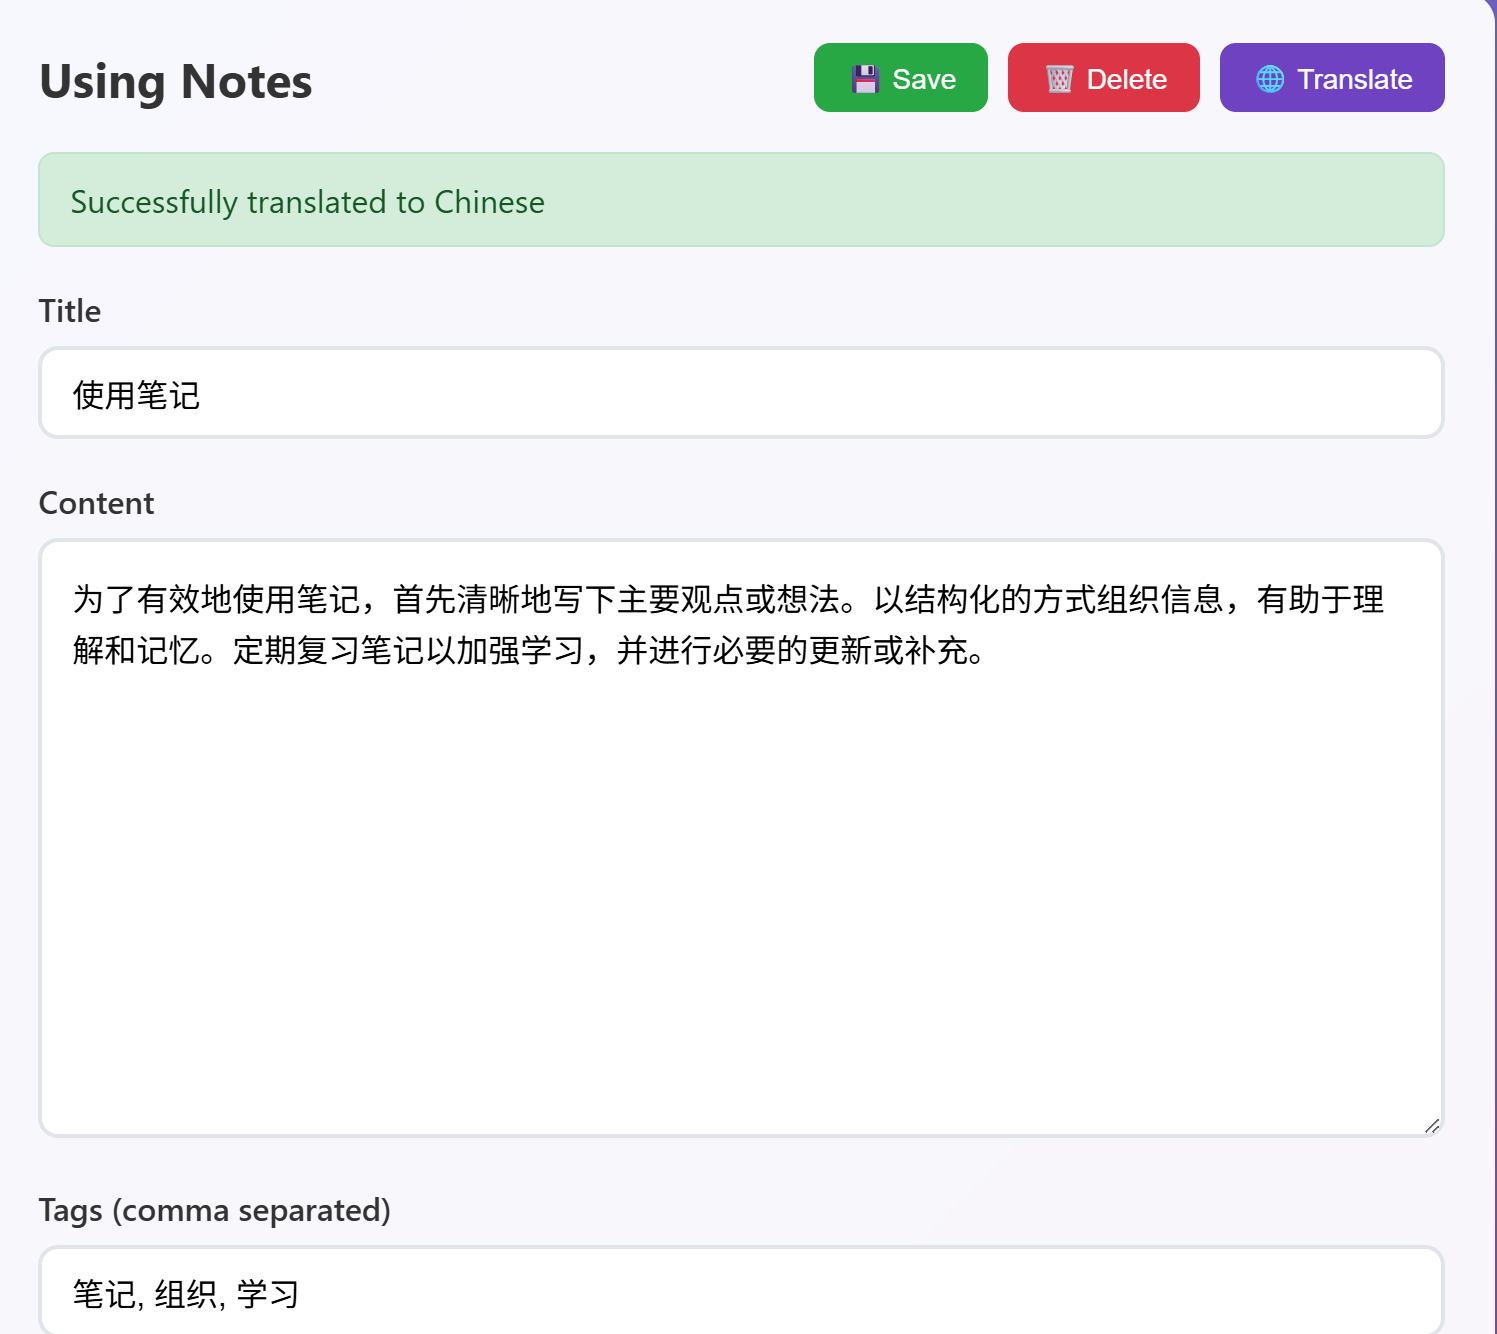 Using Notes
Save
Delete
Translate
Successfully translated to Chinese
Title
使用笔记
Content
为了有效地使用笔记，首先清晰地写下主要观点或想法。以结构化的方式组织信息，有助于理
解和记忆。定期复习笔记以加强学习，并进行必要的更新或补充。
Tags (comma separated)
笔记, 组织, 学习